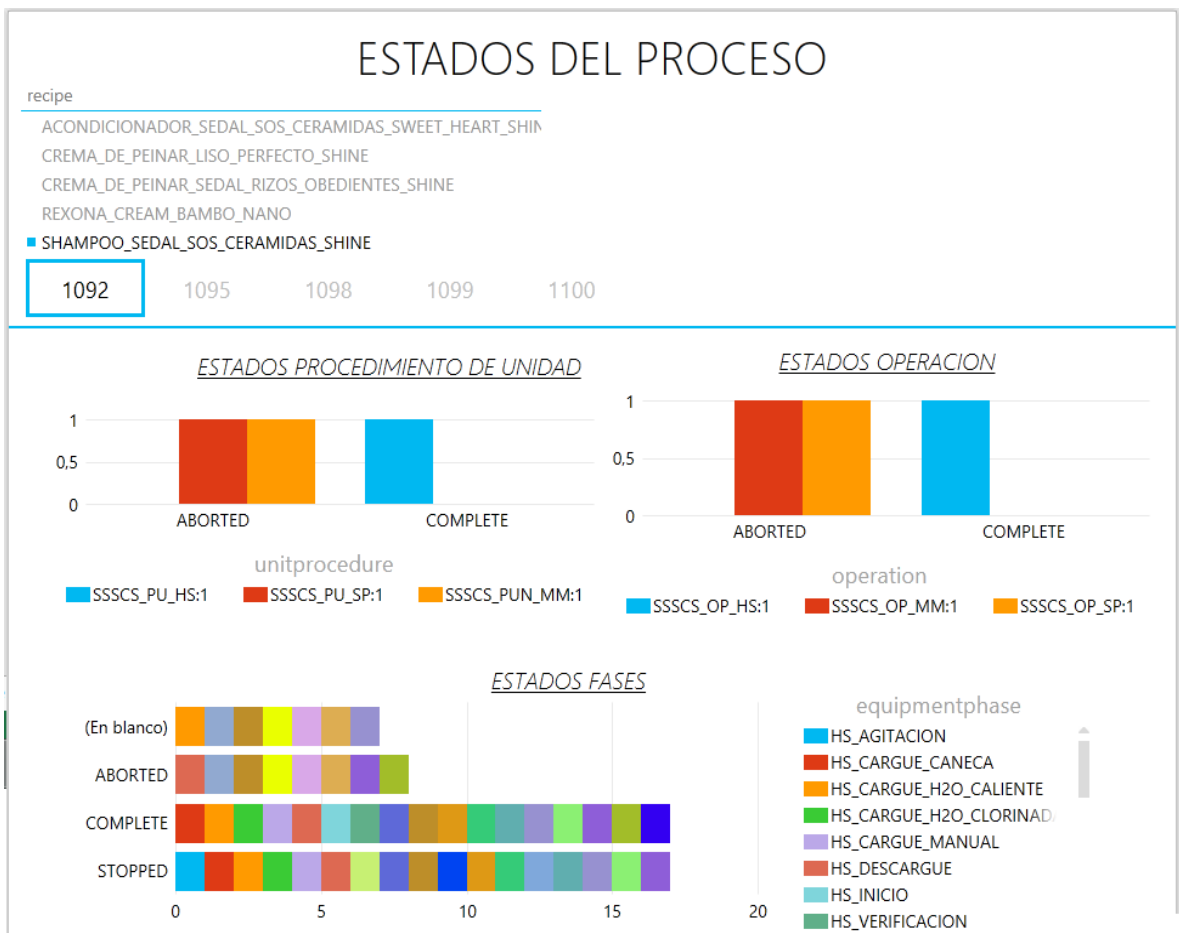 ESTADOS DEL PROCESO
recipe
ACONDICIONADOR_SEDAL_SOS_CERAMIDAS_SWEET_HEART_SHIN
CREMA_DE_PEINAR_LISO_PERFECTO_SHINE
CREMA_DE_PEINAR_SEDAL_RIZOS_OBEDIENTES_SHINE
REXONA_CREAM_BAMBO_NANO
SHAMPOO_SEDAL_SOS_CERAMIDAS_SHINE
1092 1095 1098 1099 1100
ESTADOS PROCEDIMIENTO DE UNIDAD
1
0,5
0
ABORTED COMPLETE
unitprocedure
SSSCS_PU_HS:1 SSSCS_PU_SP:1 SSSCS_PUN_MM:1
ESTADOS OPERACION
1
0,5
0
ABORTED COMPLETE
operation
SSSCS_OP_HS:1 SSSCS_OP_MM:1 SSSCS_OP_SP:1
ESTADOS FASES
(En blanco)
ABORTED
COMPLETE
STOPPED
0 5 10 15 20
equipmentphase
HS_AGITACION
HS_CARGUE_CANECA
HS_CARGUE_H2O_CALIENTE
HS_CARGUE_H2O_CLORINAD
HS_CARGUE_MANUAL
HS_DESCARGUE
HS_INICIO
HS_VERIFICACION